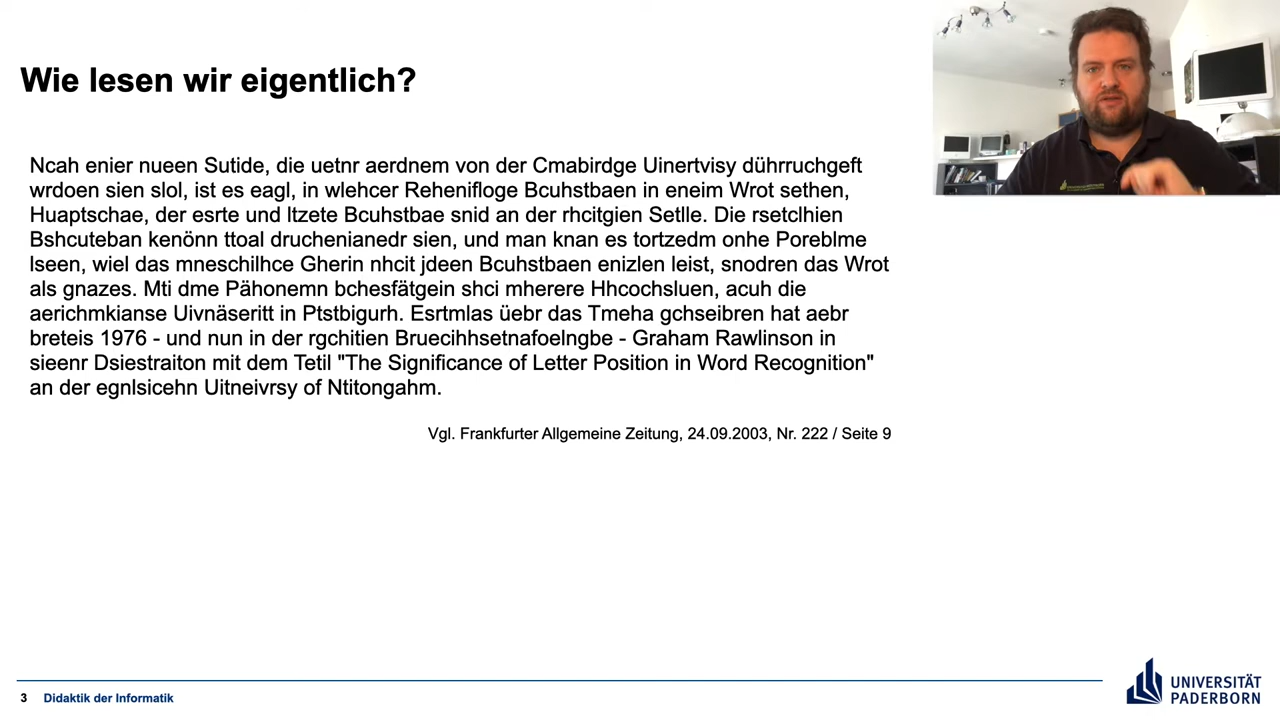 Wie lesen wir eigentlich?
Ncah enier nueen Sutide, die uetnr aerdnem von der Cmabirdge Uinertvisy dührruchgeft
wrdoen sien slol, ist es eagl, in wlehcer Rehenifloge Bcuhstbaen in eneim Wrot sethen,
Huaptschae, der esrte und ltzete Bcuhstbae snid an der rhcitgien Setlle. Die rsetclhien
Bshcuteban kenönn ttoal druchenianedr sien, und man knan es tortzedm onhe Poreblme
lseen, wiel das mneschilhce Gherin nhcit jdeen Bcuhstbaen enizlen leist, snodren das Wrot
als gnazes. Mti dme Pähonemn bchesfätgein shci mherere Hhcochsluen, acuh die
aerichmkianse Uivnäseritt in Ptstbigurh. Esrtmlas üebr das Tmeha gchseibren hat aebr
breteis 1976 - und nun in der rgchitien Bruecihhsetnafoelngbe - Graham Rawlinson in
sieenr Dsiestraiton mit dem Tetil "The Significance of Letter Position in Word Recognition"
an der egnlsicehn Uitneivrsy of Ntitongahm.
Vgl. Frankfurter Allgemeine Zeitung, 24.09.2003, Nr. 222 / Seite 9
3 Didaktik der Informatik
UNIVERSITÄT
PADERBORN